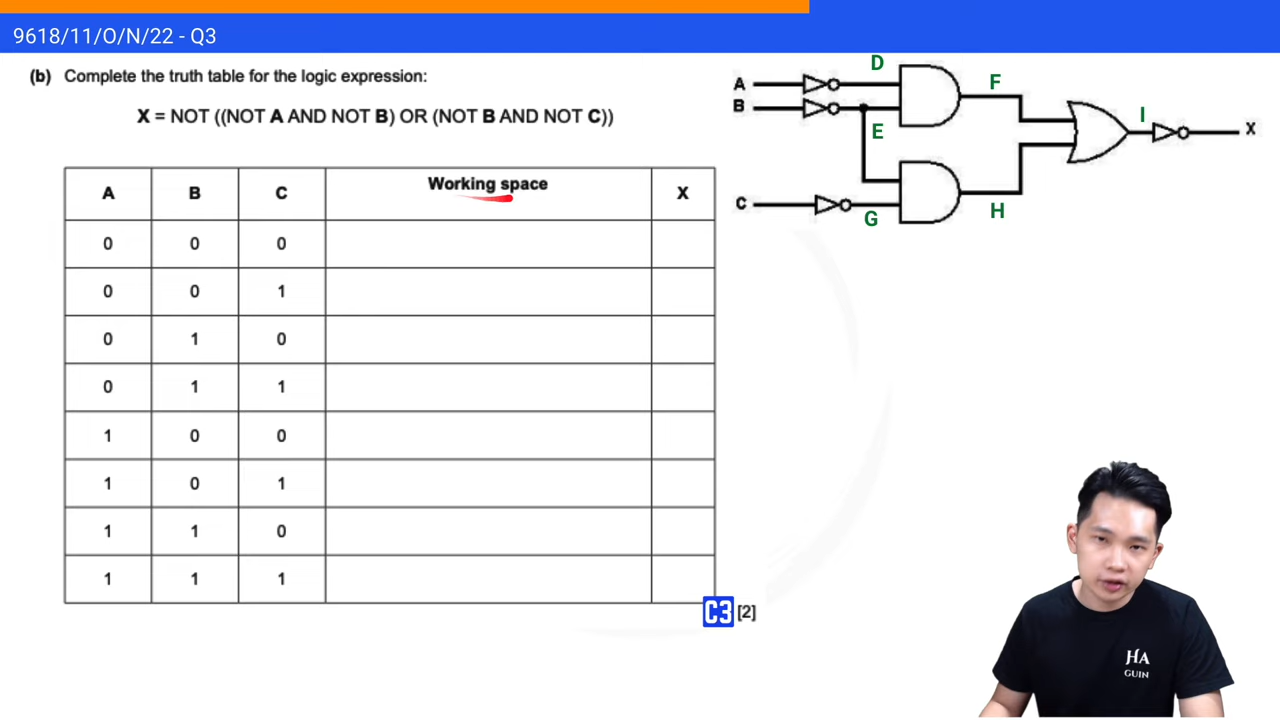 9618/11/O/N/22 - Q3
(b) Complete the truth table for the logic expression:
X = NOT ((NOT A AND NOT B) OR (NOT B AND NOT C))
A B C Working space X
0 0 0
0 0 1
0 1 0
0 1 1
1 0 0
1 0 1
1 1 0
1 1 1
C3 [2]
A
B
C
D
E
G
F
H
I
X
HA
GUIN